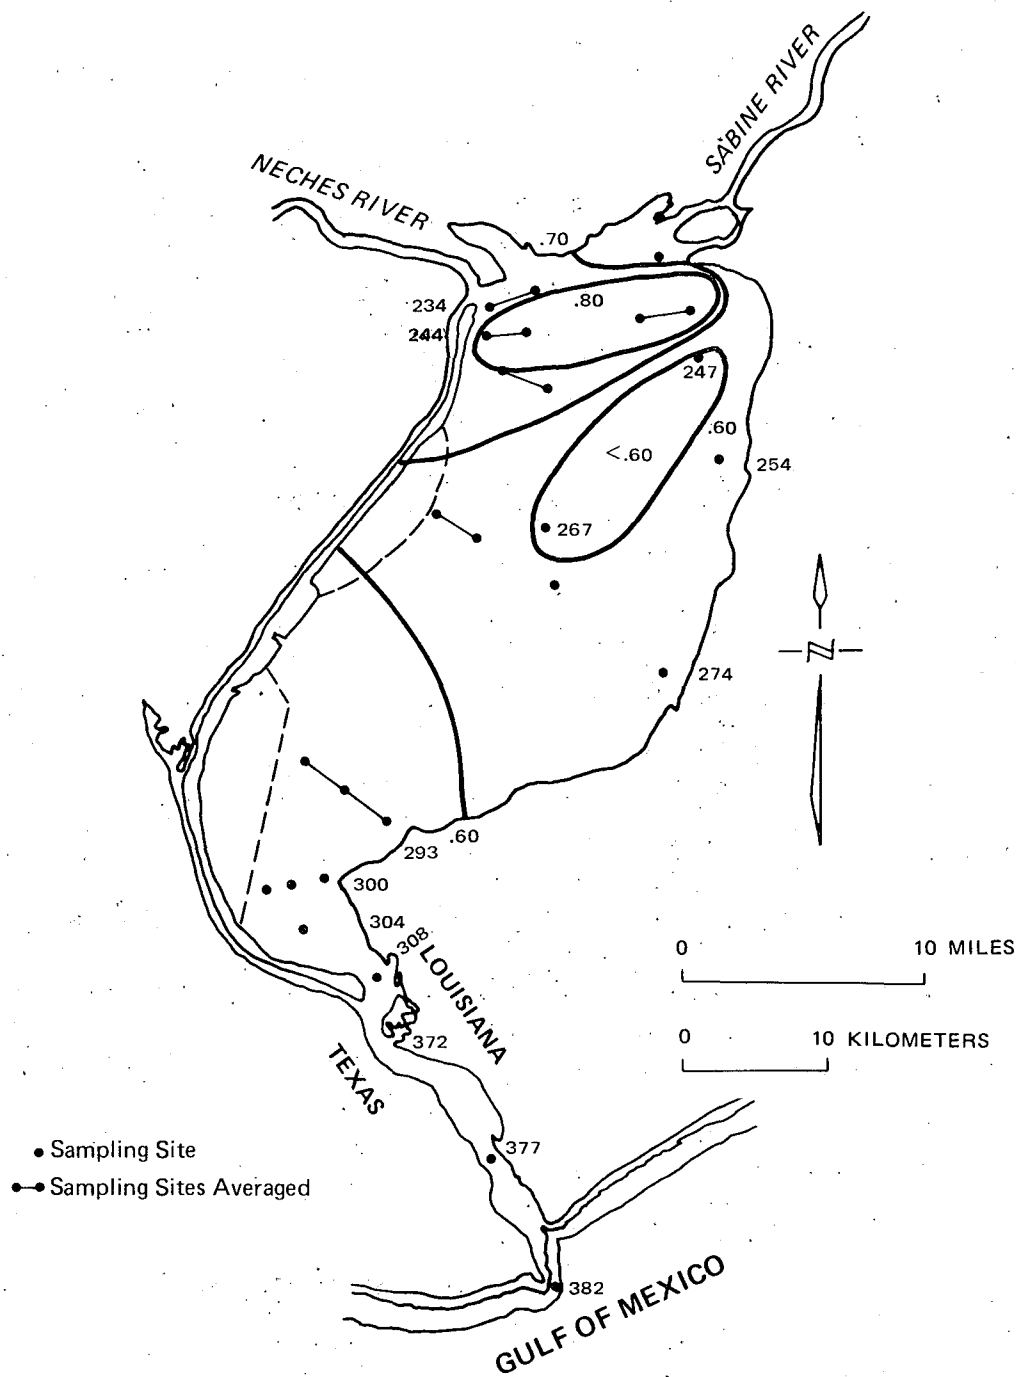 SABINE RIVER
NECHES RIVER
.70
234
.80
244
247
.60
<.60
254
267
274
.60
293
300
304
308
LOUISIANA
0 10 MILES
0 10 KILOMETERS
372
TEXAS
377
Sampling Site
Sampling Sites Averaged
382
GULF OF MEXICO
N